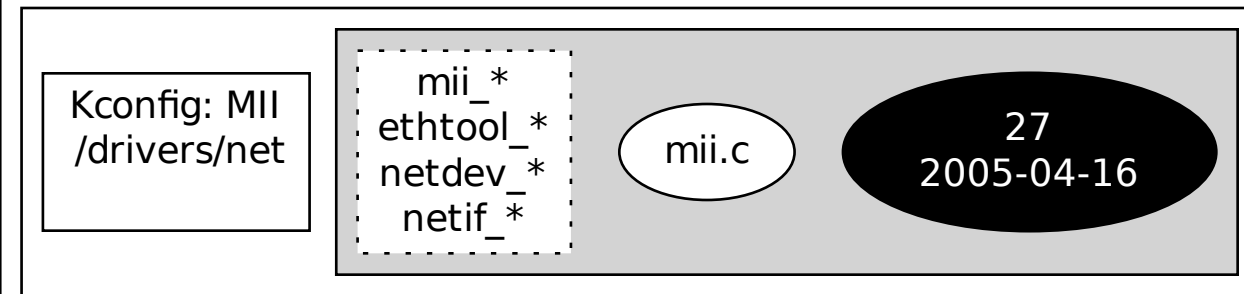 Kconfig: MII
/drivers/net
mii_*
ethtool_*
netdev_*
netif_*
mii.c
27
2005-04-16